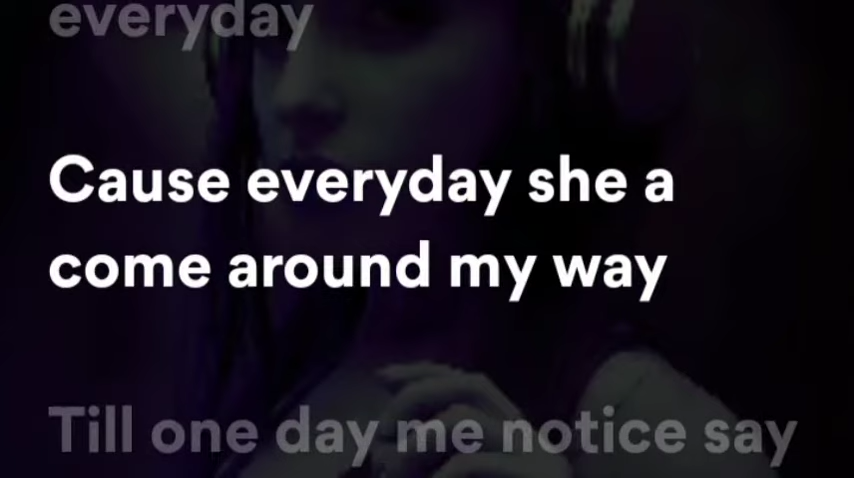 everyday
Cause everyday she a
come around my way
Till one day me notice say